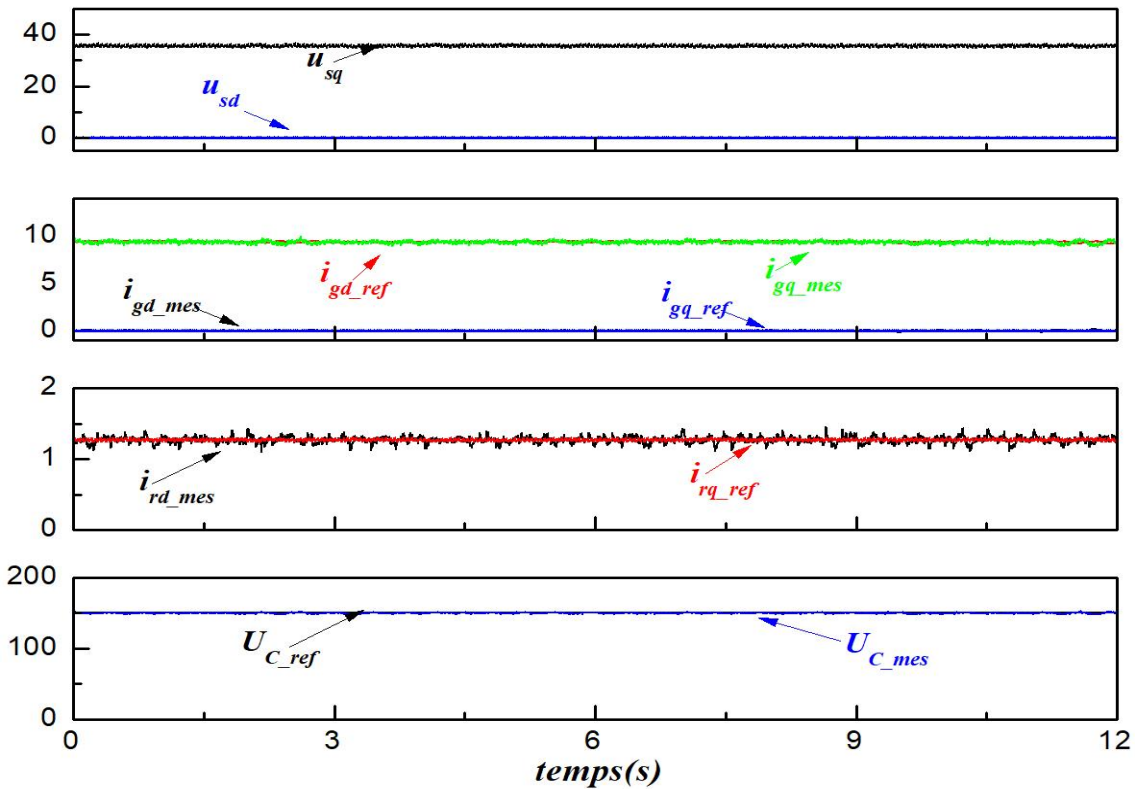 40
20
0
u_sq
u_sd
10
5
0
i_gd_mes
i_gd_ref
i_gq_ref
i_gq_mes
2
1
0
i_rd_mes
i_rq_ref
200
100
0
U_C_ref
U_C_mes
0 3 6 9 12
temps(s)